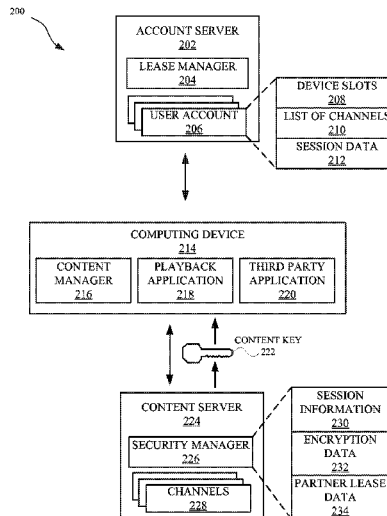 200
ACCOUNT SERVER
202
LEASE MANAGER
204
USER ACCOUNT
206
DEVICE SLOTS
208
LIST OF CHANNELS
210
SESSION DATA
212
COMPUTING DEVICE
214
CONTENT
MANAGER
216
PLAYBACK
APPLICATION
218
THIRD PARTY
APPLICATION
220
CONTENT KEY
222
CONTENT SERVER
224
SECURITY MANAGER
226
CHANNELS
228
SESSION
INFORMATION
230
ENCRYPTION
DATA
232
PARTNER LEASE
DATA
234